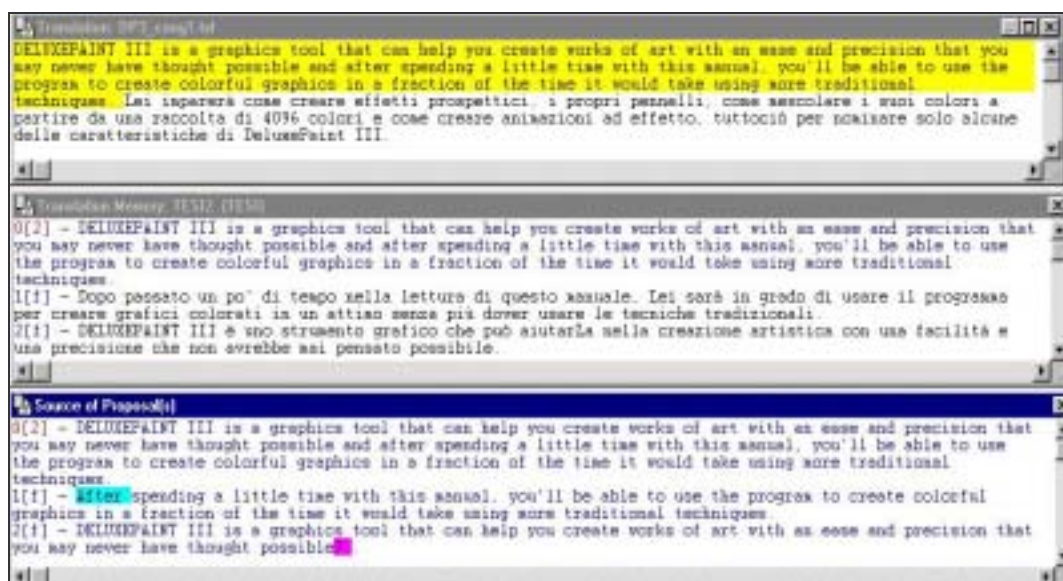 Translation: DP3_eng1.txt
DELUXEPAINT III is a graphics tool that can help you create works of art with an ease and precision that you
may never have thought possible and after spending a little time with this manual, you'll be able to use the
program to create colorful graphics in a fraction of the time it would take using more traditional
techniques. Lei imparerà come creare effetti prospettici, i propri pennelli, come mescolare i suoi colori a
partire da una raccolta di 4096 colori e come creare animazioni ad effetto, tuttociò per nominare solo alcune
delle caratteristiche di DeluxePaint III.
Translation Memory: TESI2 (TESI)
0[2] - DELUXEPAINT III is a graphics tool that can help you create works of art with an ease and precision that
you may never have thought possible and after spending a little time with this manual, you'll be able to use
the program to create colorful graphics in a fraction of the time it would take using more traditional
techniques.
1[f] - Dopo passato un po' di tempo nella lettura di questo manuale, Lei sarà in grado di usare il programma
per creare grafici colorati in un attimo senza più dover usare le tecniche tradizionali.
2[f] - DELUXEPAINT III è uno strumento grafico che può aiutarLa nella creazione artistica con una facilità e
una precisione che non avrebbe mai pensato possibile.
Source of Proposal(s)
0[2] - DELUXEPAINT III is a graphics tool that can help you create works of art with an ease and precision that
you may never have thought possible and after spending a little time with this manual, you'll be able to use
the program to create colorful graphics in a fraction of the time it would take using more traditional
techniques.
1[f] - After spending a little time with this manual, you'll be able to use the program to create colorful
graphics in a fraction of the time it would take using more traditional techniques.
2[f] - DELUXEPAINT III is a graphics tool that can help you create works of art with an ease and precision that
you may never have thought possible.